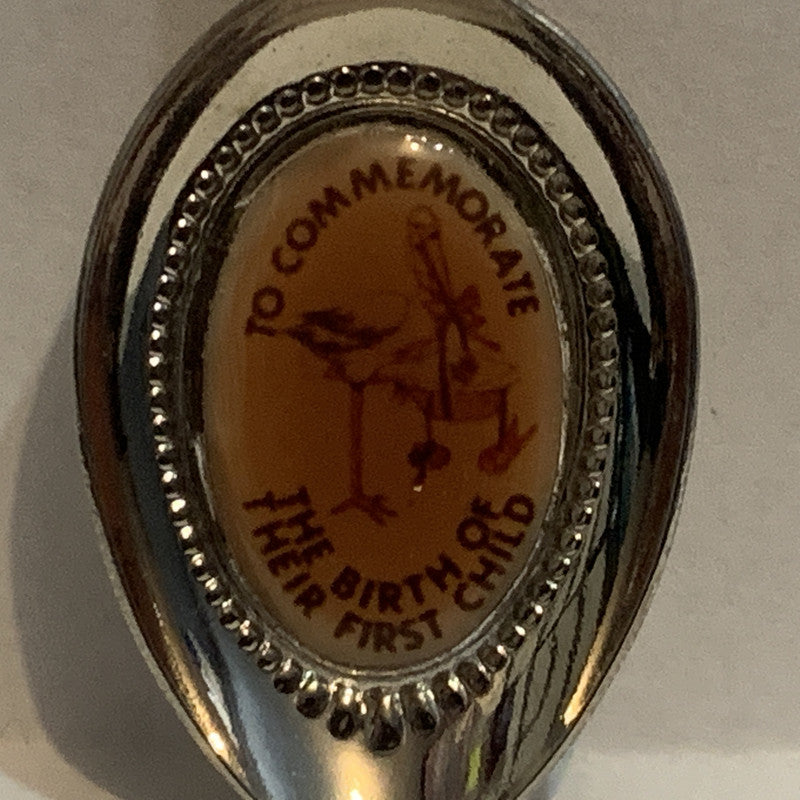 TO COMMEMORATE
THE BIRTH OF
THEIR FIRST CHILD